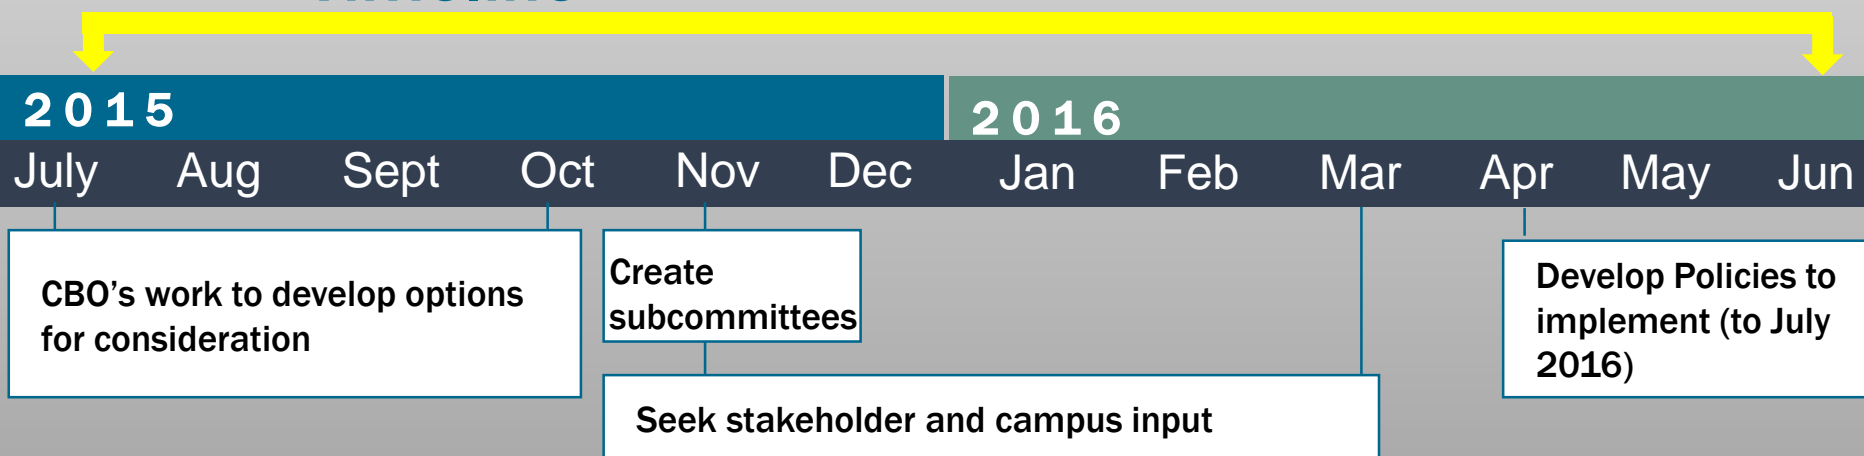 2015
2016
July Aug Sept Oct Nov Dec Jan Feb Mar Apr May Jun
CBO's work to develop options
for consideration
Create
subcommittees
Develop Policies to
implement (to July
2016)
Seek stakeholder and campus input